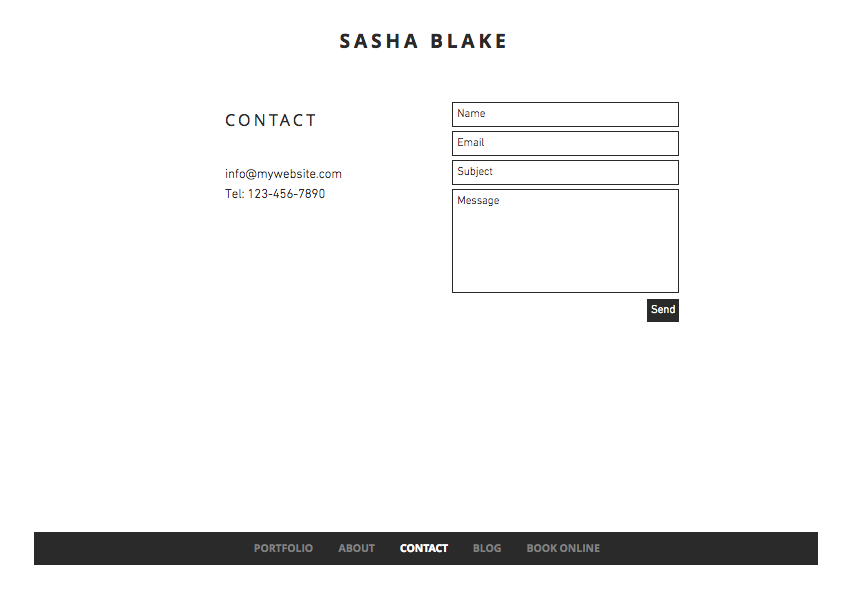 SASHA BLAKE
CONTACT
info@mywebsite.com
Tel: 123-456-7890
Name
Email
Subject
Message
Send
PORTFOLIO ABOUT CONTACT BLOG BOOK ONLINE